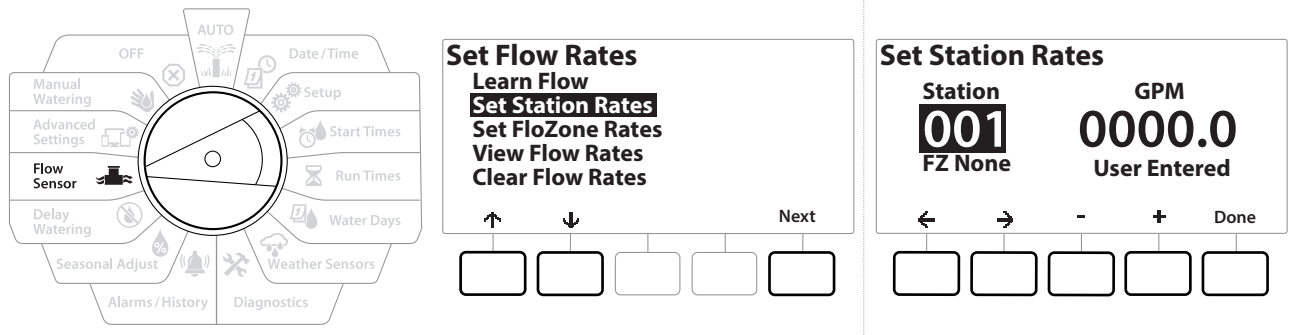 AUTO
OFF
Date/Time
Manual
Watering
Setup
Advanced
Settings
Start Times
Flow
Sensor
Run Times
Delay
Watering
Water Days
Seasonal Adjust
Weather Sensors
Alarms/History
Diagnostics
%
Set Flow Rates
Learn Flow
Set Station Rates
Set FloZone Rates
View Flow Rates
Clear Flow Rates
Next
Set Station Rates
Station
GPM
001
0000.0
FZ None
User Entered
- + Done